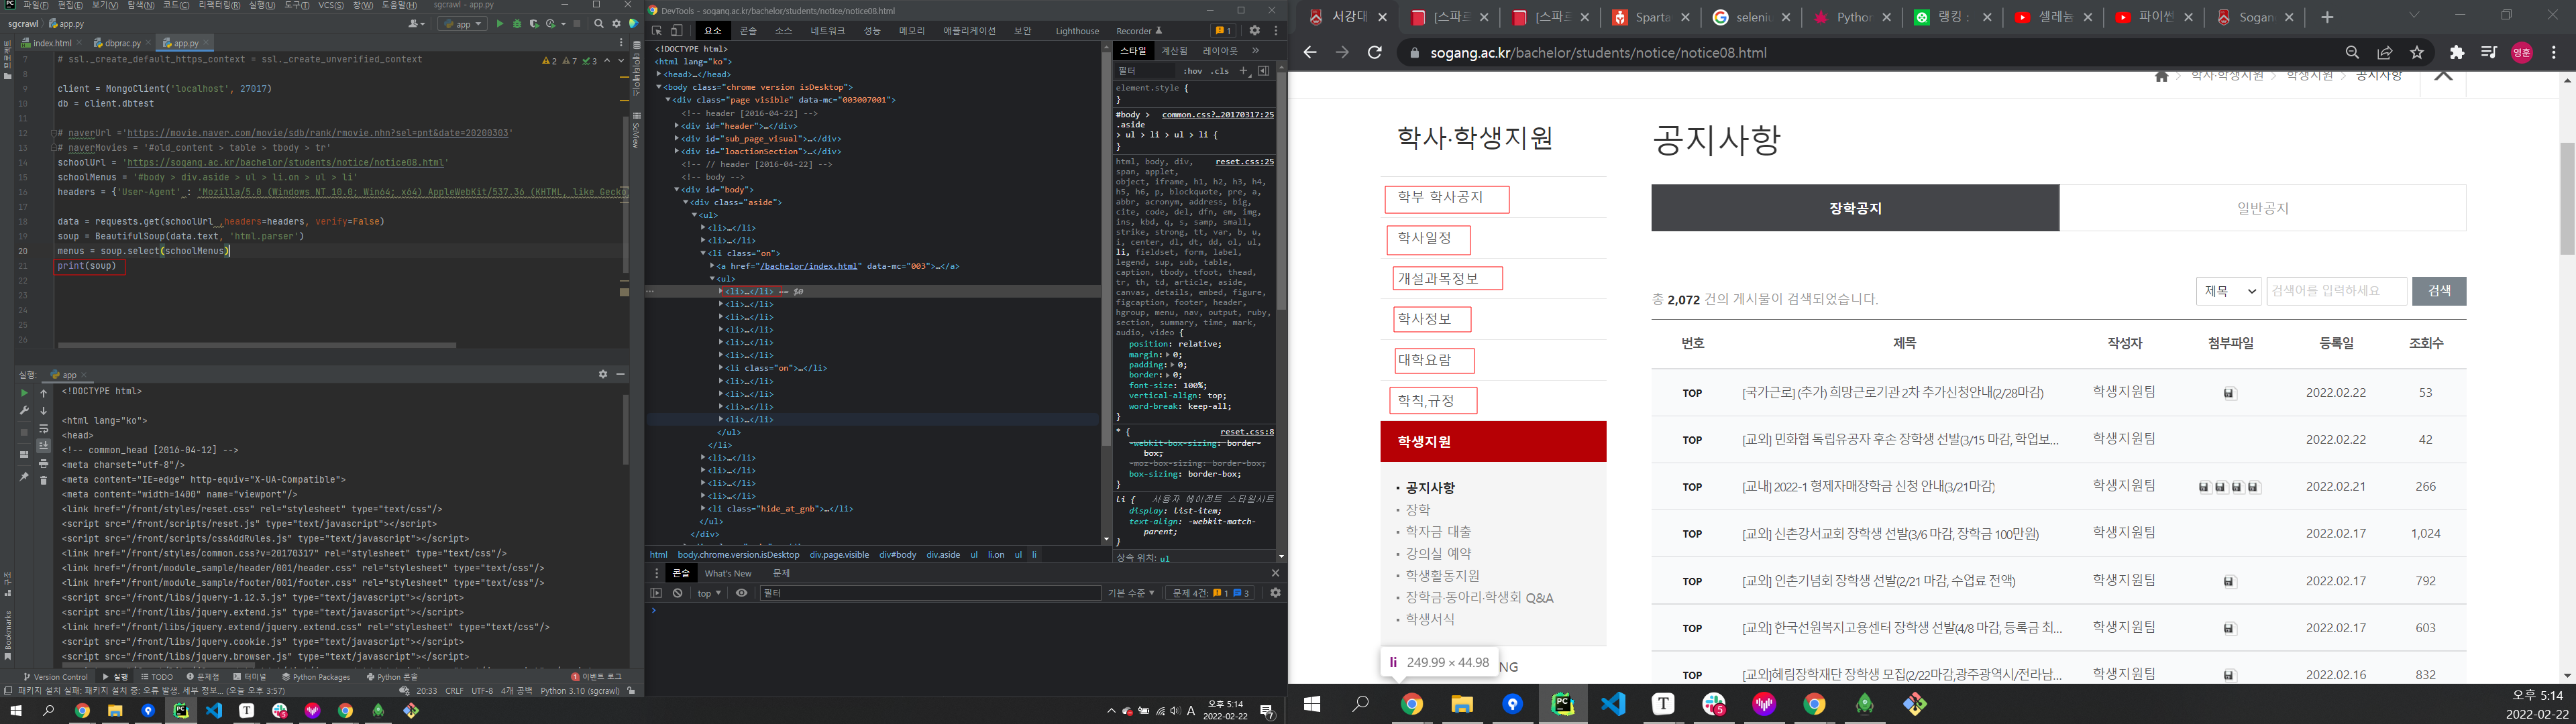 파일(F) 편집(E) 보기(V) 탐색(N) 코드(C) 리팩터링(R) 실행(U) 도구(T) VCS(S) 창(W) 도움말(H) sgcrawl - app.py
sgcrawl app.py
app
index.html dbprac.py app.py
7 # ssl._create_default_https_context = ssl._create_unverified_context
2 7 3
8
9 client = MongoClient('localhost', 27017)
10 db = client.dbtest
11
12 # naverUrl ='https://movie.naver.com/movie/sdb/rank/rmovie.nhn?sel=pnt&date=20200303'
13 # naverMovies = '#old_content > table > tbody > tr'
14 schoolUrl = 'https://sogang.ac.kr/bachelor/students/notice/notice08.html'
15 schoolMenus = '#body > div.aside > ul > li.on > ul > li'
16 headers = {'User-Agent' : 'Mozilla/5.0 (Windows NT 10.0; Win64; x64) AppleWebKit/537.36 (KHTML, like Gecko
17
18 data = requests.get(schoolUrl ,headers=headers, verify=False)
19 soup = BeautifulSoup(data.text, 'html.parser')
20 menus = soup.select(schoolMenus)
21 print(soup)
22
23
24
25
26
프로젝트
데이터베이스
SciView
구조
Bookmarks
실행: app
<!DOCTYPE html>
<html lang="ko">
<head>
<!-- common_head [2016-04-12] -->
<meta charset="utf-8"/>
<meta content="IE=edge" http-equiv="X-UA-Compatible">
<meta content="width=1400" name="viewport"/>
<link href="/front/styles/reset.css" rel="stylesheet" type="text/css"/>
<script src="/front/scripts/reset.js" type="text/javascript"></script>
<script src="/front/scripts/cssAddRules.js" type="text/javascript"></script>
<link href="/front/styles/common.css?v=20170317" rel="stylesheet" type="text/css"/>
<link href="/front/module_sample/header/001/header.css" rel="stylesheet" type="text/css"/>
<link href="/front/module_sample/footer/001/footer.css" rel="stylesheet" type="text/css"/>
<script src="/front/libs/jquery-1.12.3.js" type="text/javascript"></script>
<script src="/front/libs/jquery.extend.js" type="text/javascript"></script>
<link href="/front/libs/jquery.extend/jquery.extend.css" rel="stylesheet" type="text/css"/>
<script src="/front/libs/jquery.cookie.js" type="text/javascript"></script>
<script src="/front/libs/jquery.browser.js" type="text/javascript"></script>
Version Control 실행 TODO 문제점 터미널 Python Packages Python 콘솔 1 이벤트 로그
패키지 설치 실패: 패키지 설치 중: 오류 발생. 세부 정보... (오늘 오후 3:57) 20:33 CRLF UTF-8 4개 공백 Python 3.10 (sgcrawl)
DevTools - sogang.ac.kr/bachelor/students/notice/notice08.html
요소 콘솔 소스 네트워크 성능 메모리 애플리케이션 보안 Lighthouse Recorder 1
<!DOCTYPE html>
<html lang="ko">
<head>…</head>
<body class="chrome version isDesktop">
<div class="page visible" data-mc="003007001">
<!-- header [2016-04-22] -->
<div id="header">…</div>
<div id="sub_page_visual">…</div>
<div id="loactionSection">…</div>
<!-- // header [2016-04-22] -->
<!-- body -->
<div id="body">
<div class="aside">
<ul>
<li>…</li>
<li>…</li>
<li class="on">
<a href="/bachelor/index.html" data-mc="003">…</a>
<ul>
<li>…</li> == $0
<li>…</li>
<li>…</li>
<li>…</li>
<li>…</li>
<li>…</li>
<li class="on">…</li>
<li>…</li>
<li>…</li>
<li>…</li>
<li>…</li>
</ul>
</li>
<li>…</li>
<li>…</li>
<li>…</li>
<li>…</li>
<li class="hide_at_gnb">…</li>
</ul>
</div>
html body.chrome.version.isDesktop div.page.visible div#body div.aside ul li.on ul li
스타일 계산됨 레이아웃
필터 :hov .cls
element.style {
}
#body > common.css?…20170317:25
.aside
> ul > li > ul > li {
}
html, body, div, reset.css:25
span, applet,
object, iframe, h1, h2, h3, h4,
h5, h6, p, blockquote, pre, a,
abbr, acronym, address, big,
cite, code, del, dfn, em, img,
ins, kbd, q, s, samp, small,
strike, strong, tt, var, b, u,
i, center, dl, dt, dd, ol, ul,
li, fieldset, form, label,
legend, sup, sub, table,
caption, tbody, tfoot, thead,
tr, th, td, article, aside,
canvas, details, embed, figure,
figcaption, footer, header,
hgroup, menu, nav, output, ruby,
section, summary, time, mark,
audio, video {
position: relative;
margin: 0;
padding: 0;
border: 0;
font-size: 100%;
vertical-align: top;
word-break: keep-all;
}
* { reset.css:8
-webkit-box-sizing: border-box;
-moz-box-sizing: border-box;
box-sizing: border-box;
}
li { 사용자 에이전트 스타일시트
display: list-item;
text-align: -webkit-match-parent;
}
상속 위치: ul
콘솔 What's New 문제
top 필터 기본 수준 문제 4건: 1 3
오후 5:14
2022-02-22
서강대 [스파르 [스파르 Sparta seleni Python 랭킹 : 셀레늄 파이썬 Sogan
sogang.ac.kr/bachelor/students/notice/notice08.html
영훈
학사·학생지원 학생지원 공지사항
학사·학생지원
학부 학사공지
학사일정
개설과목정보
학사정보
대학요람
학칙,규정
학생지원
공지사항
장학
학자금 대출
강의실 예약
학생활동지원
장학금·동아리·학생회 Q&A
학생서식
li 249.99 × 44.98 NG
공지사항
장학공지 일반공지
총 2,072 건의 게시물이 검색되었습니다. 제목 검색어를 입력하세요 검색
번호 제목 작성자 첨부파일 등록일 조회수
TOP [국가근로] (추가) 희망근로기관 2차 추가신청안내(2/28마감) 학생지원팀 2022.02.22 53
TOP [교외] 민화협 독립유공자 후손 장학생 선발(3/15 마감, 학업보... 학생지원팀 2022.02.22 42
TOP [교내] 2022-1 형제자매장학금 신청 안내(3/21마감) 학생지원팀 2022.02.21 266
TOP [교외] 신촌강서교회 장학생 선발(3/6 마감, 장학금 100만원) 학생지원팀 2022.02.17 1,024
TOP [교외] 인촌기념회 장학생 선발(2/21 마감, 수업료 전액) 학생지원팀 2022.02.17 792
TOP [교외] 한국선원복지고용센터 장학생 선발(4/8 마감, 등록금 최... 학생지원팀 2022.02.17 603
TOP [교외]혜림장학재단 장학생 모집(2/22마감,광주광역시/전라남... 학생지원팀 2022.02.16 832
오후 5:14
2022-02-22